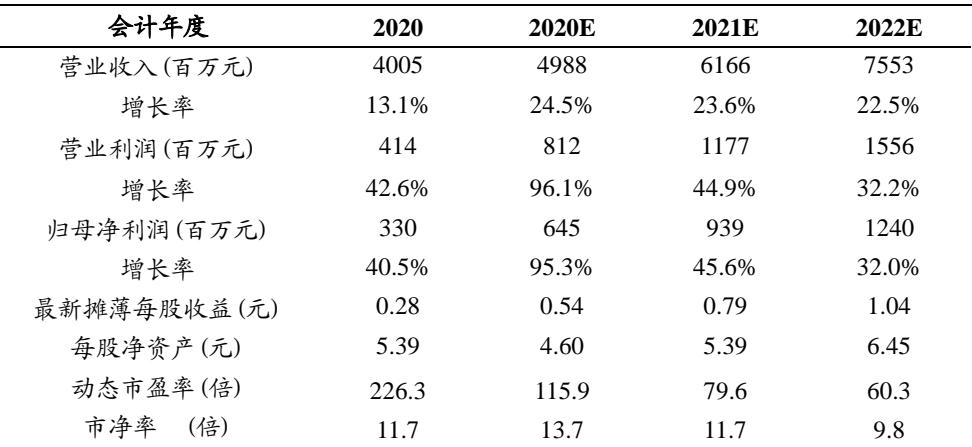 会计年度 2020 2020E 2021E 2022E
营业收入(百万元) 4005 4988 6166 7553
增长率 13.1% 24.5% 23.6% 22.5%
营业利润(百万元) 414 812 1177 1556
增长率 42.6% 96.1% 44.9% 32.2%
归母净利润(百万元) 330 645 939 1240
增长率 40.5% 95.3% 45.6% 32.0%
最新摊薄每股收益(元) 0.28 0.54 0.79 1.04
每股净资产(元) 5.39 4.60 5.39 6.45
动态市盈率(倍) 226.3 115.9 79.6 60.3
市净率 (倍) 11.7 13.7 11.7 9.8